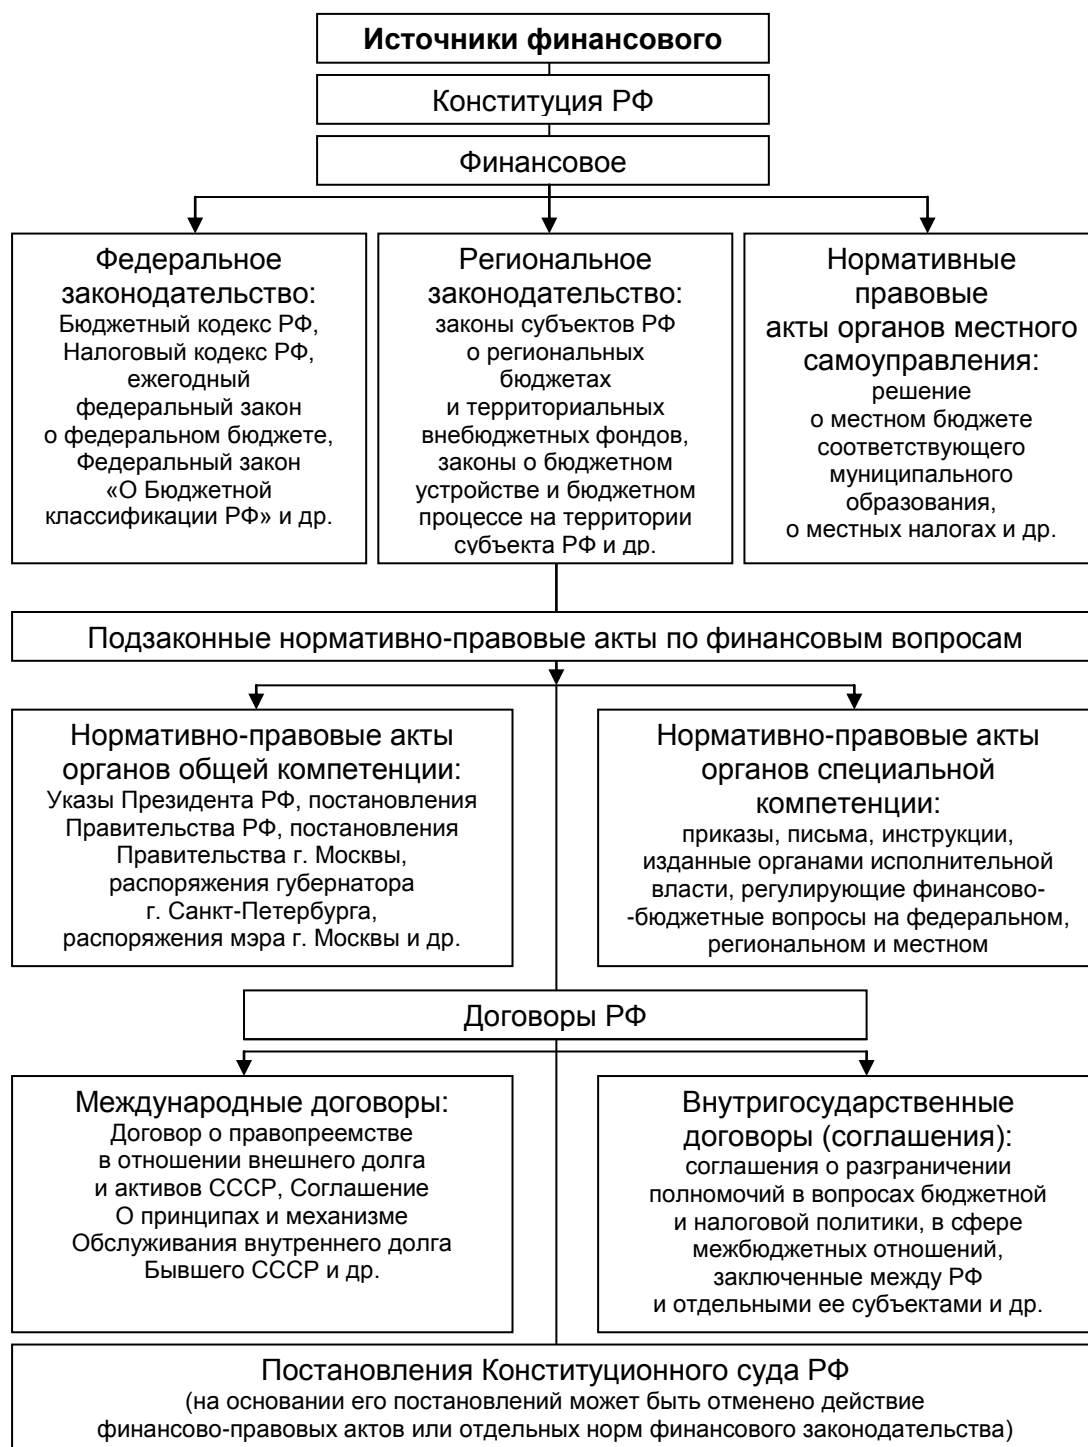 Источники финансового
Конституция РФ
Финансовое
Федеральное
законодательство:
Бюджетный кодекс РФ,
Налоговый кодекс РФ,
ежегодный
федеральный закон
о федеральном бюджете,
Федеральный закон
«О Бюджетной
классификации РФ» и др.
Региональное
законодательство:
законы субъектов РФ
о региональных
бюджетах
и территориальных
внебюджетных фондов,
законы о бюджетном
устройстве и бюджетном
процессе на территории
субъекта РФ и др.
Нормативные
правовые
акты органов местного
самоуправления:
решение
о местном бюджете
соответствующего
муниципального
образования,
о местных налогах и др.
Подзаконные нормативно-правовые акты по финансовым вопросам
Нормативно-правовые акты
органов общей компетенции:
Указы Президента РФ, постановления
Правительства РФ, постановления
Правительства г. Москвы,
распоряжения губернатора
г. Санкт-Петербурга,
распоряжения мэра г. Москвы и др.
Нормативно-правовые акты
органов специальной
компетенции:
приказы, письма, инструкции,
изданные органами исполнительной
власти, регулирующие финансово-
-бюджетные вопросы на федеральном,
региональном и местном
Договоры РФ
Международные договоры:
Договор о правопреемстве
в отношении внешнего долга
и активов СССР, Соглашение
О принципах и механизме
Обслуживания внутреннего долга
Бывшего СССР и др.
Внутригосударственные
договоры (соглашения):
соглашения о разграничении
полномочий в вопросах бюджетной
и налоговой политики, в сфере
межбюджетных отношений,
заключенные между РФ
и отдельными ее субъектами и др.
Постановления Конституционного суда РФ
(на основании его постановлений может быть отменено действие
финансово-правовых актов или отдельных норм финансового законодательства)